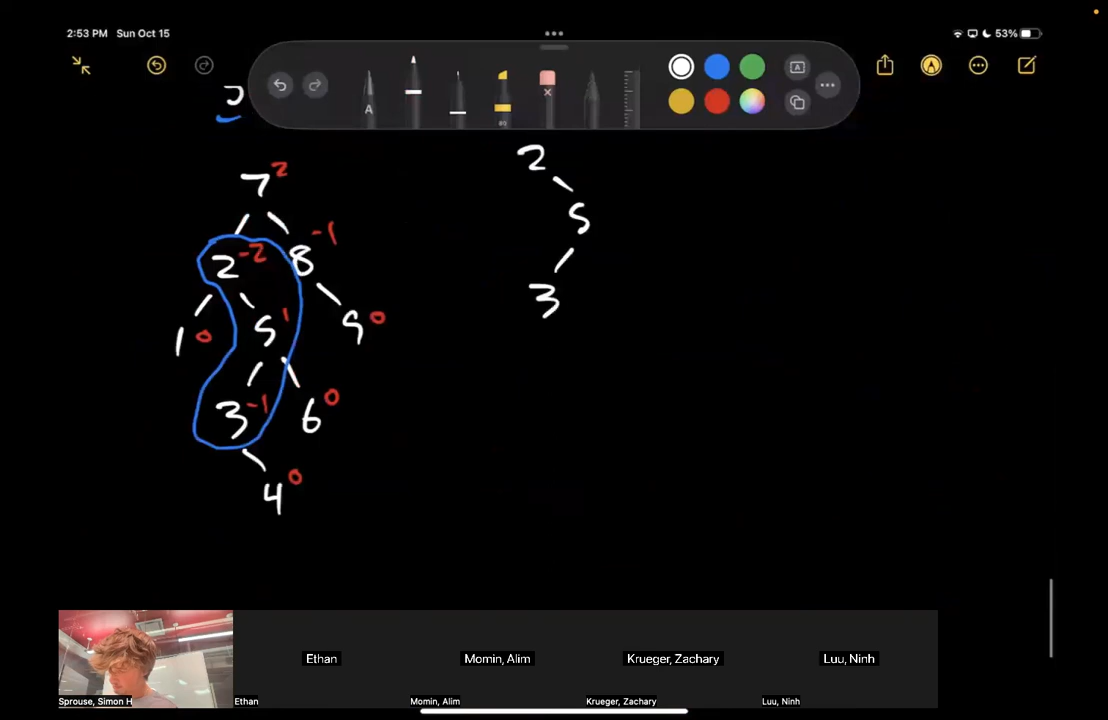 2:53 PM Sun Oct 15
53%
A
80
A
7 2
2 -2
8 -1
1 0
5 1
9 0
3 -1
6 0
4 0
2
5
3
Ethan
Momin, Alim
Krueger, Zachary
Luu, Ninh
Sprouse, Simon H
Ethan
Momin, Alim
Krueger, Zachary
Luu, Ninh